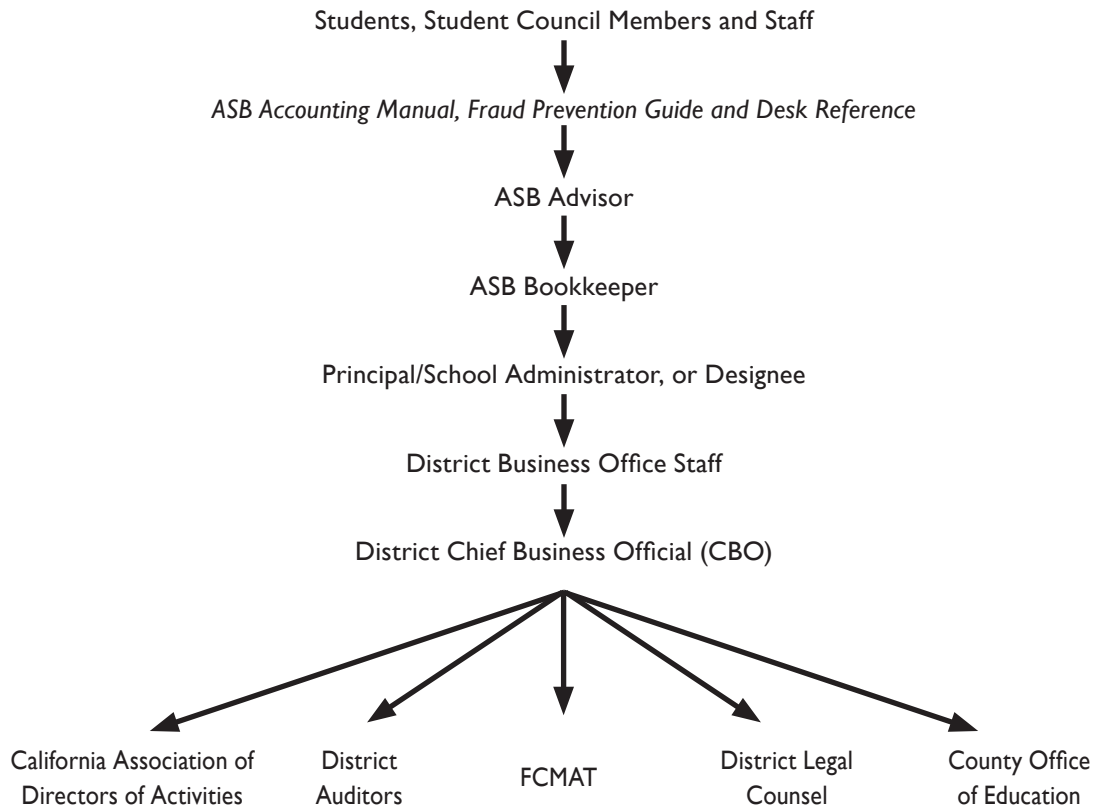 Students, Student Council Members and Staff
ASB Accounting Manual, Fraud Prevention Guide and Desk Reference
ASB Advisor
ASB Bookkeeper
Principal/School Administrator, or Designee
District Business Office Staff
District Chief Business Official (CBO)
California Association of
Directors of Activities
District
Auditors
FCMAT
District Legal
Counsel
County Office
of Education